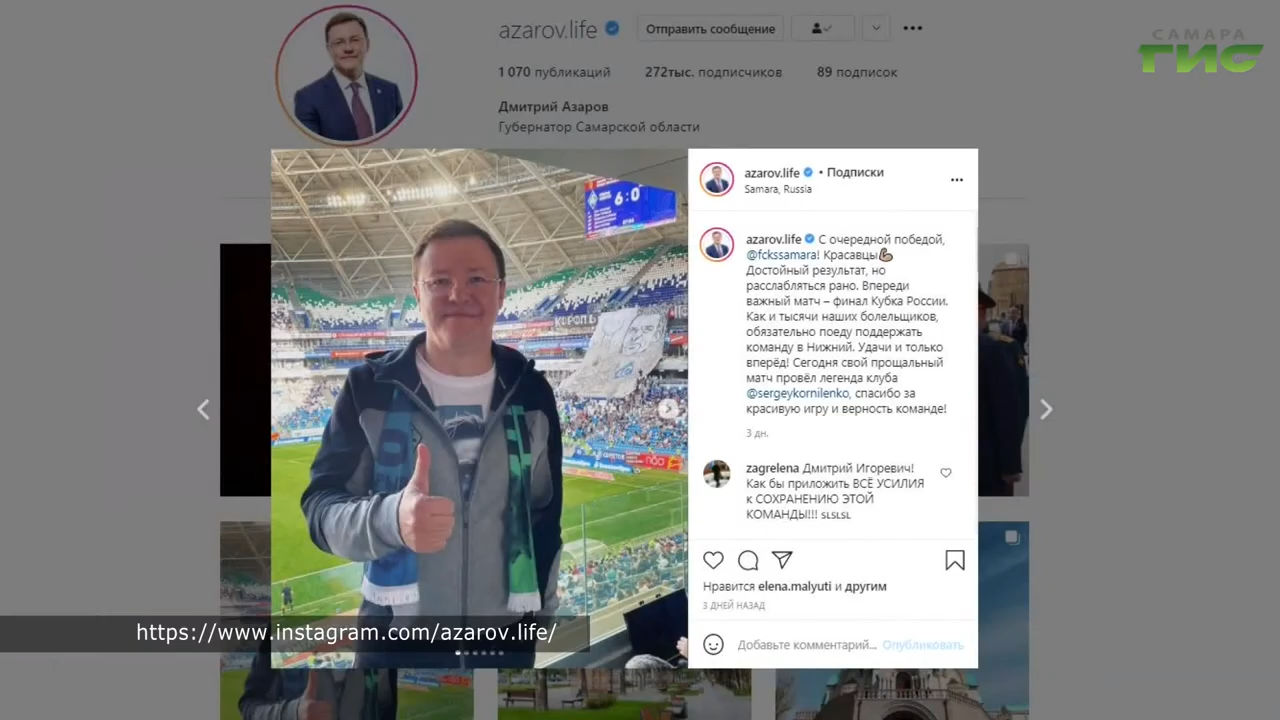 azarov.life
Отправить сообщение
1 070 публикаций 272тыс. подписчиков 89 подписок
Дмитрий Азаров
Губернатор Самарской области
САМАРА
ГИС
6:0
azarov.life • Подписки
Samara, Russia
azarov.life С очередной победой,
@fckssamara! Красавцы💪🏽
Достойный результат, но
расслабляться рано. Впереди
важный матч – финал Кубка России.
Как и тысячи наших болельщиков,
обязательно поеду поддержать
команду в Нижний. Удачи и только
вперёд! Сегодня свой прощальный
матч провёл легенда клуба
@sergeykornilenko, спасибо за
красивую игру и верность команде!
3 дн.
zagrelena Дмитрий Игоревич!
Как бы приложить ВСЁ УСИЛИЯ
к СОХРАНЕНИЮ ЭТОЙ
КОМАНДЫ!!! SLSLSL
Нравится elena.malyuti и другим
3 ДНЕЙ НАЗАД
Добавьте комментарий... Опубликовать
https://www.instagram.com/azarov.life/